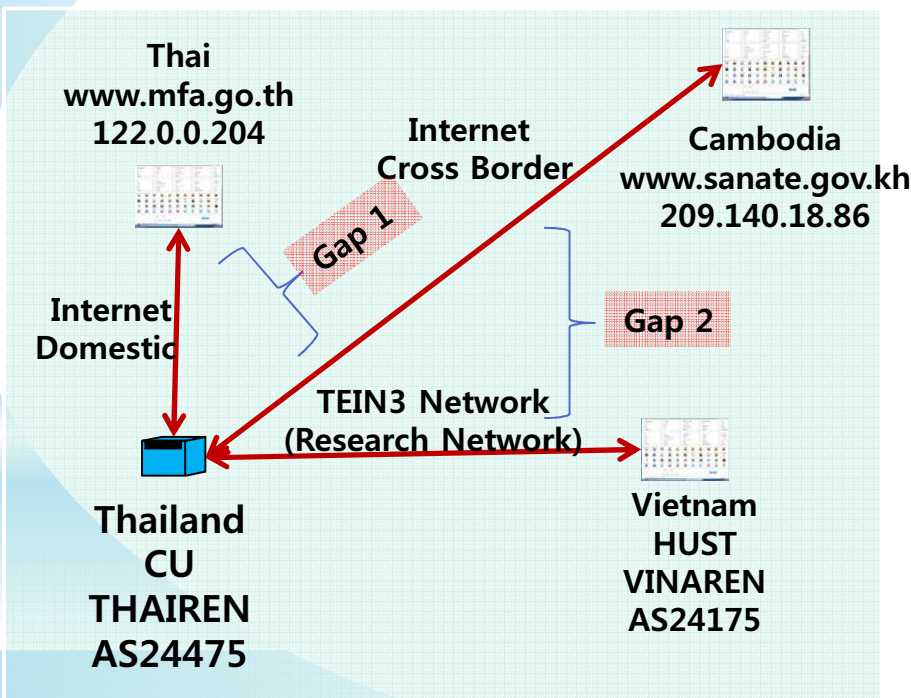 Thai
www.mfa.go.th
122.0.0.204
Internet
Cross Border
Cambodia
www.sanate.gov.kh
209.140.18.86
Gap 1
Internet
Domestic
Gap 2
TEIN3 Network
(Research Network)
Thailand
CU
THAIREN
AS24475
Vietnam
HUST
VINAREN
AS24175